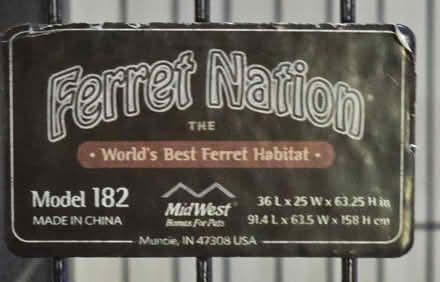 Ferret Nation
THE
• World's Best Ferret Habitat •
Model 182
MADE IN CHINA
MidWest®
Homes For Pets
36 L x 25 W x 63.25 H in
91.4 L x 63.5 W x 158 H cm
Muncie, IN 47308 USA